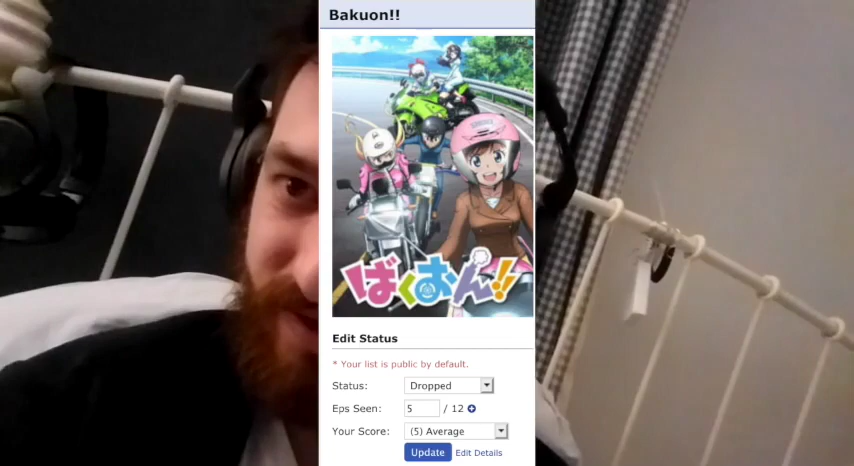 Bakuon!!
ばくおん!!
Edit Status
* Your list is public by default.
Status: Dropped
Eps Seen: 5 / 12
Your Score: (5) Average
Update Edit Details